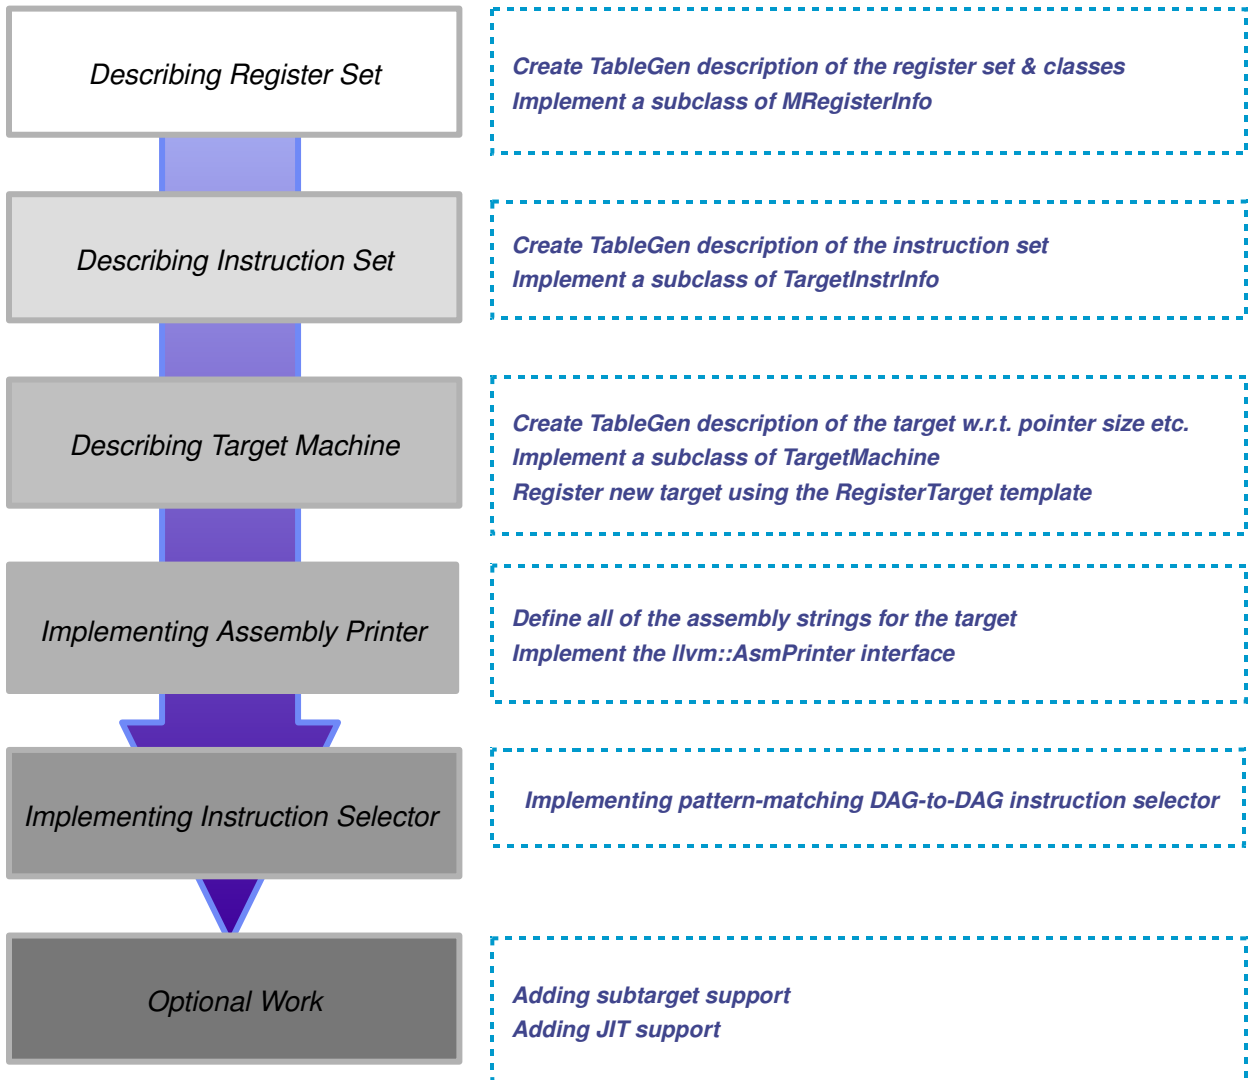 Describing Register Set
Create TableGen description of the register set & classes
Implement a subclass of MRegisterInfo
Describing Instruction Set
Create TableGen description of the instruction set
Implement a subclass of TargetInstrInfo
Describing Target Machine
Create TableGen description of the target w.r.t. pointer size etc.
Implement a subclass of TargetMachine
Register new target using the RegisterTarget template
Implementing Assembly Printer
Define all of the assembly strings for the target
Implement the llvm::AsmPrinter interface
Implementing Instruction Selector
Implementing pattern-matching DAG-to-DAG instruction selector
Optional Work
Adding subtarget support
Adding JIT support